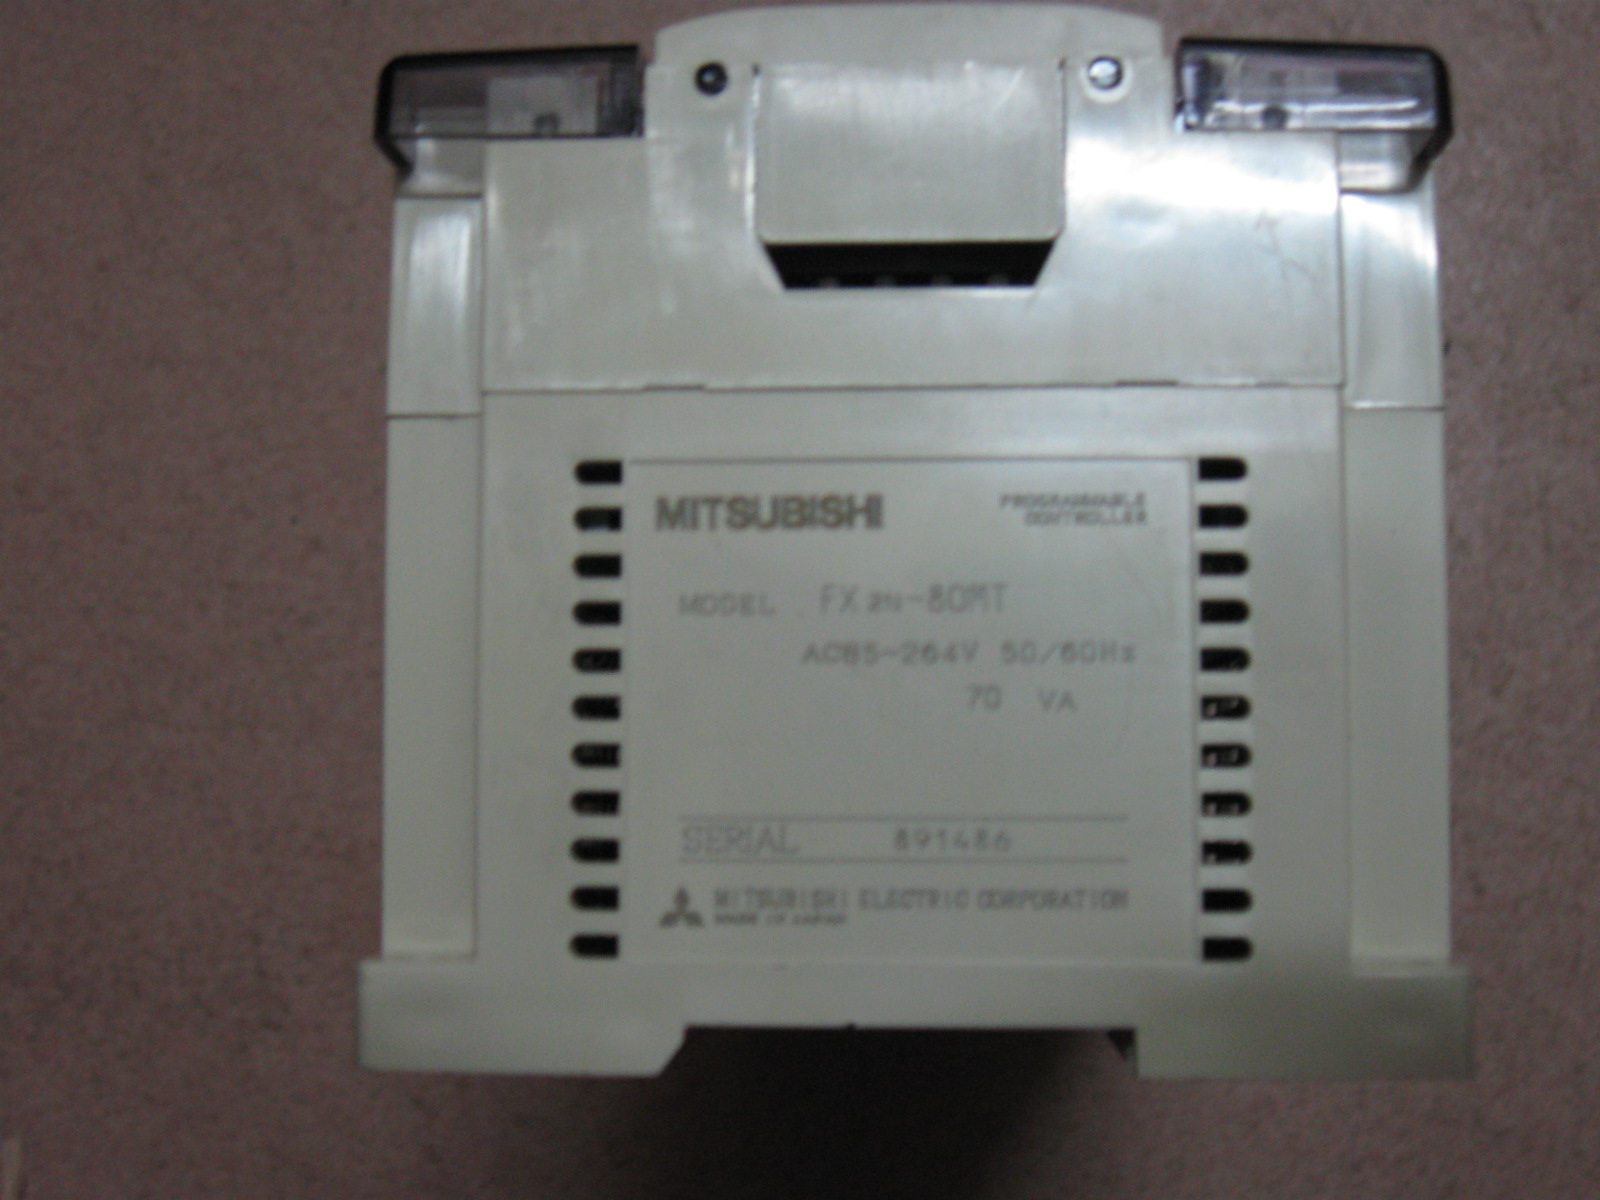 MITSUBISHI
PROGRAMMABLE
CONTROLLER
MODEL FX2N-80MT
AC85-264V 50/60Hz
70 VA
SERIAL 891486
MITSUBISHI ELECTRIC CORPORATION
MADE IN JAPAN